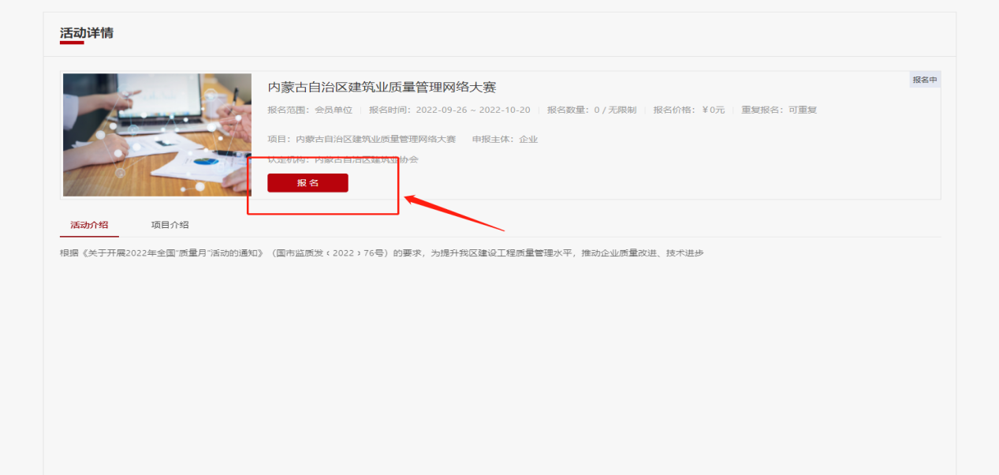 活动详情
内蒙古自治区建筑业质量管理网络大赛
报名中
报名范围：会员单位 | 报名时间：2022-09-26 ~ 2022-10-20 | 报名数量：0 / 无限制 | 报名价格：￥0元 | 重复报名：可重复
项目：内蒙古自治区建筑业质量管理网络大赛 申报主体：企业
认定机构：内蒙古自治区建筑业协会
报 名
活动介绍 项目介绍
根据《关于开展2022年全国“质量月”活动的通知》（国市监质发﹝2022﹞76号）的要求，为提升我区建设工程质量管理水平，推动企业质量改进、技术进步